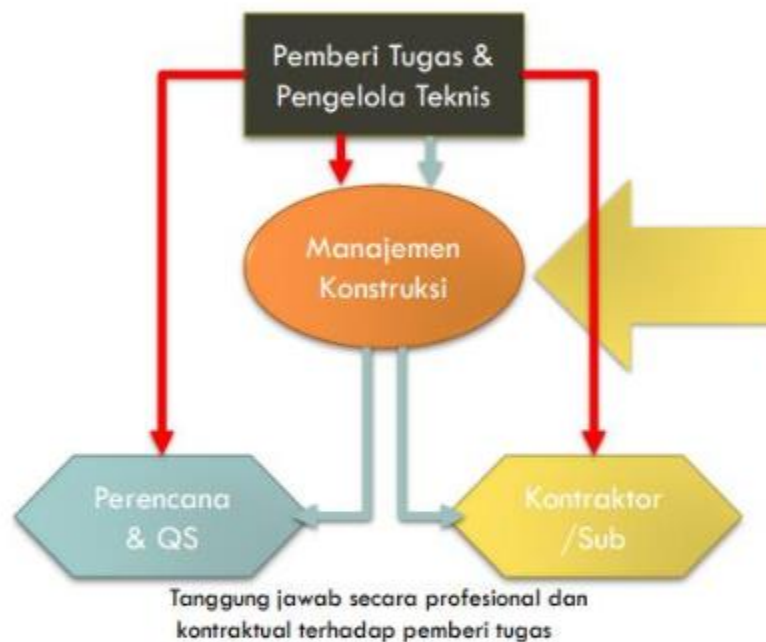 Pemberi Tugas &
Pengelola Teknis
Manajemen
Konstruksi
Perencana
& QS
Kontraktor
/Sub
Tanggung jawab secara profesional dan
kontraktual terhadap pemberi tugas